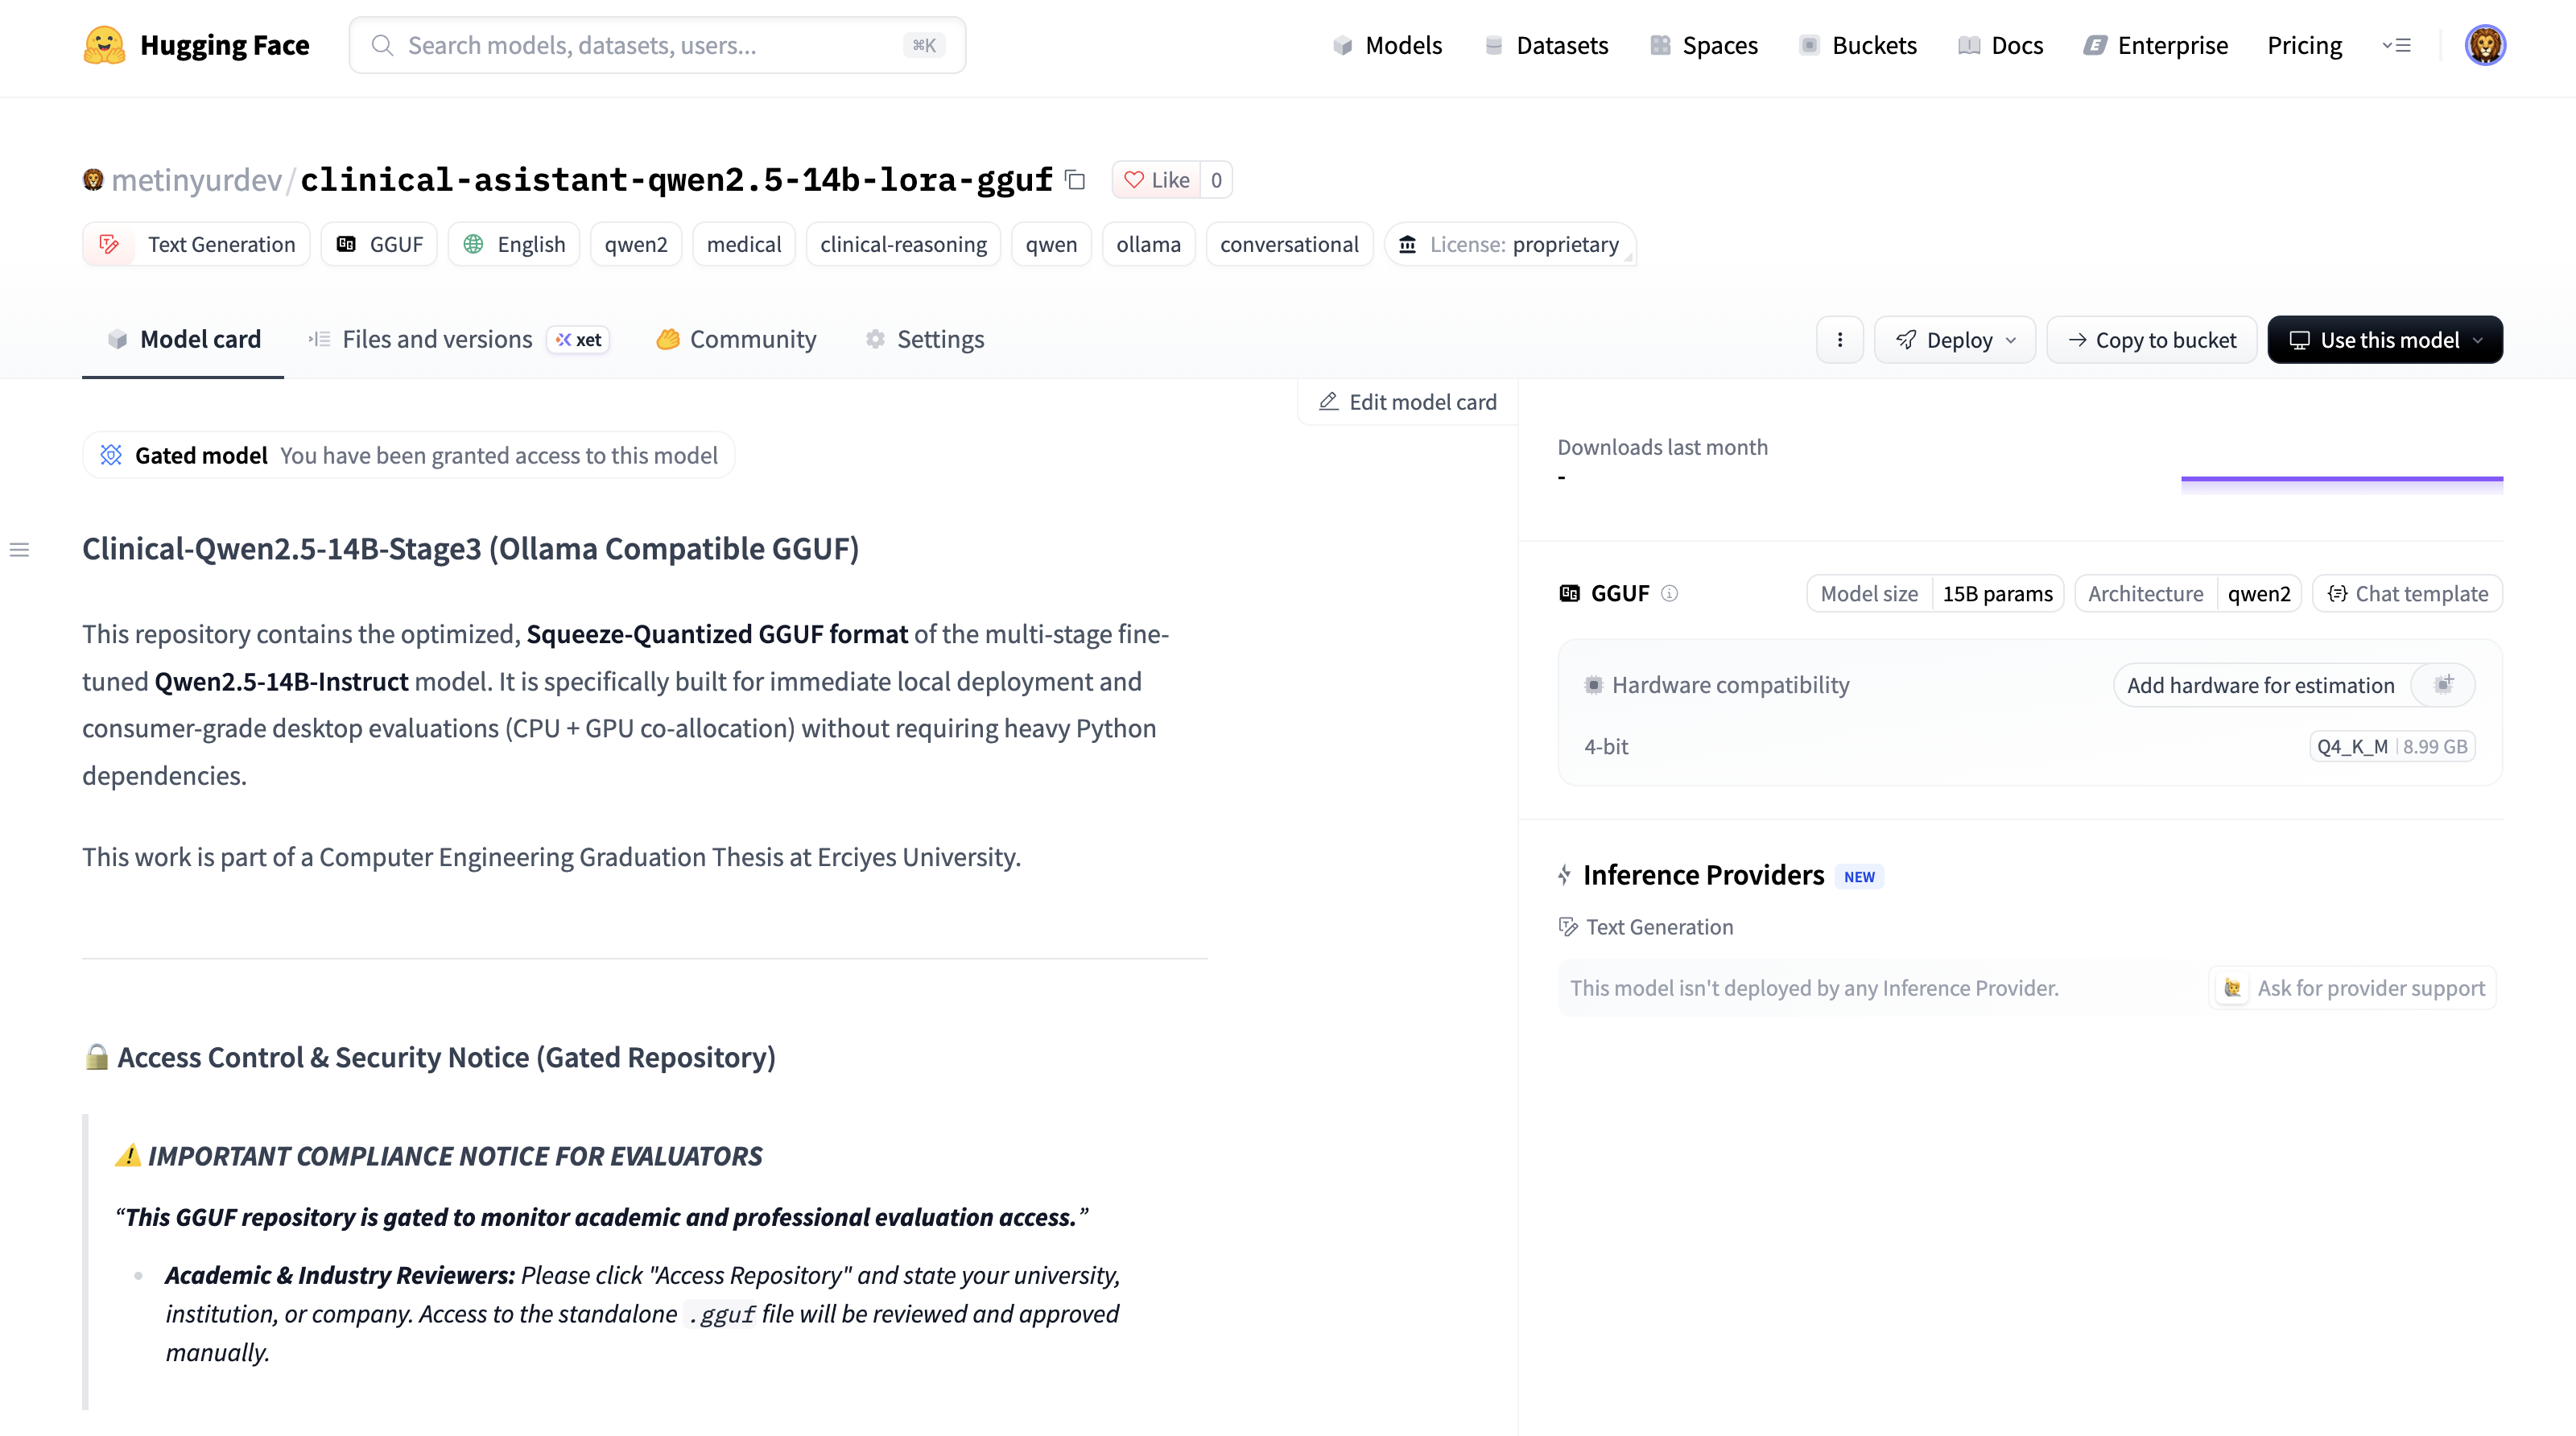 Hugging Face
Search models, datasets, users...
⌘K
Models
Datasets
Spaces
Buckets
Docs
Enterprise
Pricing
metinyurdev/clinical-asistant-qwen2.5-14b-lora-gguf
Like 0
Text Generation
GGUF
English
qwen2
medical
clinical-reasoning
qwen
ollama
conversational
License: proprietary
Model card
Files and versions
xet
Community
Settings
Deploy
Copy to bucket
Use this model
Edit model card
Gated model You have been granted access to this model
Clinical-Qwen2.5-14B-Stage3 (Ollama Compatible GGUF)
This repository contains the optimized, Squeeze-Quantized GGUF format of the multi-stage fine-
tuned Qwen2.5-14B-Instruct model. It is specifically built for immediate local deployment and
consumer-grade desktop evaluations (CPU + GPU co-allocation) without requiring heavy Python
dependencies.
This work is part of a Computer Engineering Graduation Thesis at Erciyes University.
🔒 Access Control & Security Notice (Gated Repository)
⚠️ IMPORTANT COMPLIANCE NOTICE FOR EVALUATORS
“This GGUF repository is gated to monitor academic and professional evaluation access.”
• Academic & Industry Reviewers: Please click "Access Repository" and state your university,
institution, or company. Access to the standalone .gguf file will be reviewed and approved
manually.
Downloads last month
-
GGUF
Model size 15B params
Architecture qwen2
Chat template
Hardware compatibility
Add hardware for estimation
4-bit
Q4_K_M 8.99 GB
Inference Providers NEW
Text Generation
This model isn't deployed by any Inference Provider.
Ask for provider support